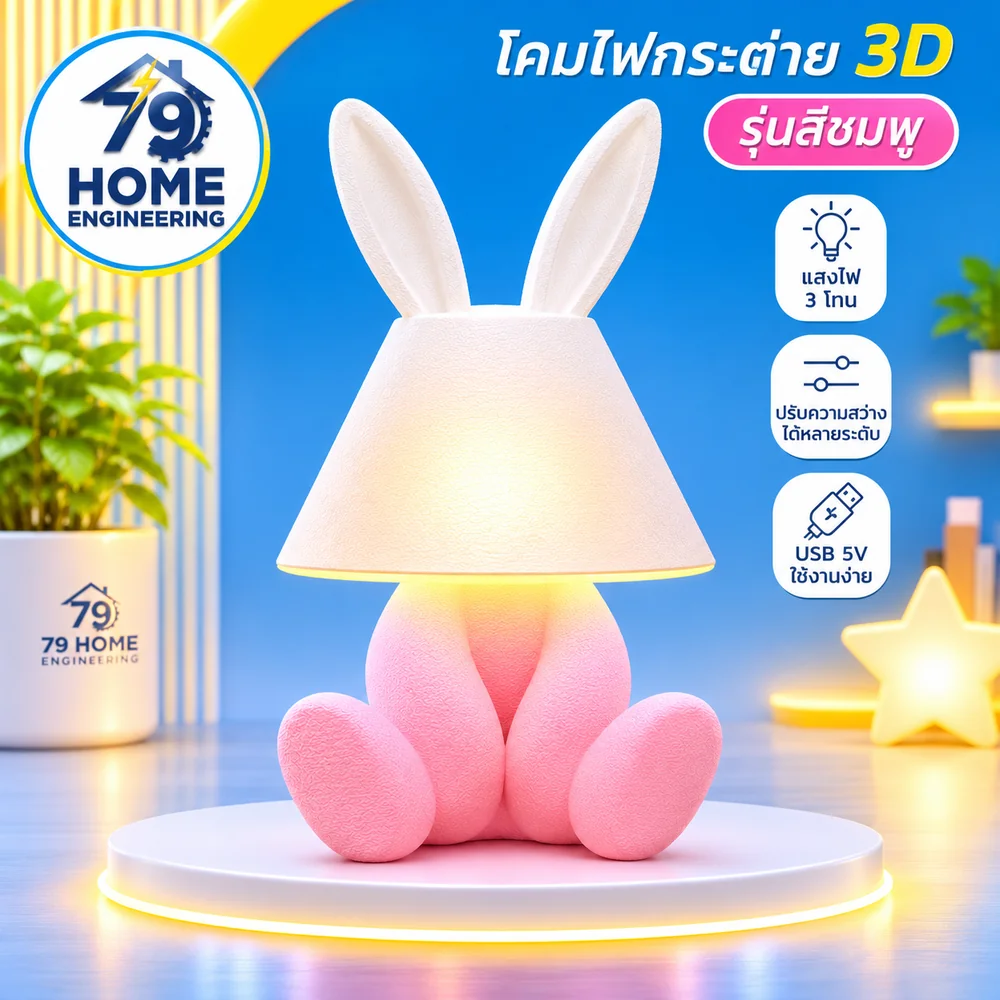 79
HOME
ENGINEERING
โคมไฟกระต่าย 3D
รุ่นสีชมพู
แสงไฟ
3 โทน
ปรับความสว่าง
ได้หลายระดับ
USB 5V
ใช้งานง่าย
79
79 HOME
ENGINEERING